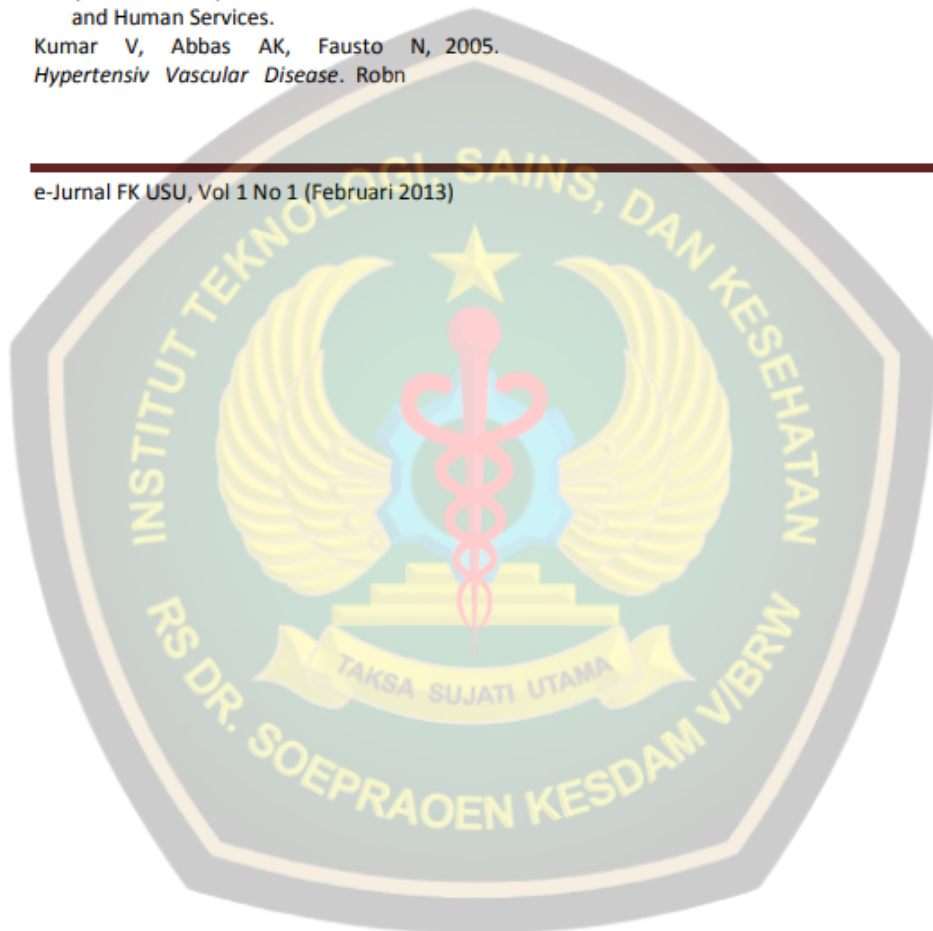 and Human Services.
Kumar V, Abbas AK, Fausto N, 2005.
Hypertensiv Vascular Disease. Robn
e-Jurnal FK USU, Vol 1 No 1 (Februari 2013)
INSTITUT TEKNOLOGI, SAINS, DAN KESEHATAN
TAKSA SUJATI UTAMA
RS DR. SOEPRAOEN KESDAM V/BRW